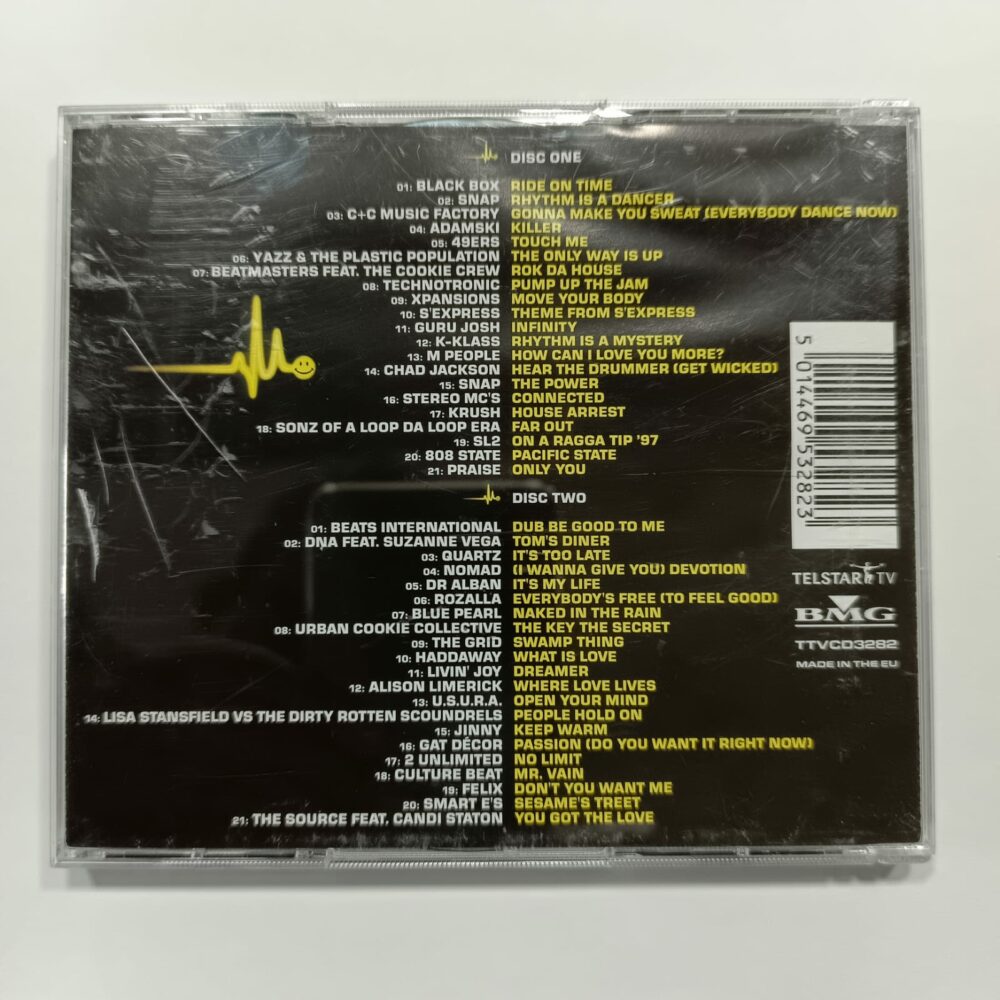 DISC ONE
01: BLACK BOX RIDE ON TIME
02: SNAP RHYTHM IS A DANCER
03: C+C MUSIC FACTORY GONNA MAKE YOU SWEAT (EVERYBODY DANCE NOW)
04: ADAMSKI KILLER
05: 49ERS TOUCH ME
06: YAZZ & THE PLASTIC POPULATION THE ONLY WAY IS UP
07: BEATMASTERS FEAT. THE COOKIE CREW ROK DA HOUSE
08: TECHNOTRONIC PUMP UP THE JAM
09: XPANSIONS MOVE YOUR BODY
10: S'EXPRESS THEME FROM S'EXPRESS
11: GURU JOSH INFINITY
12: K-KLASS RHYTHM IS A MYSTERY
13: M PEOPLE HOW CAN I LOVE YOU MORE?
14: CHAD JACKSON HEAR THE DRUMMER (GET WICKED)
15: SNAP THE POWER
16: STEREO MC'S CONNECTED
17: KRUSH HOUSE ARREST
18: SONZ OF A LOOP DA LOOP ERA FAR OUT
19: SL2 ON A RAGGA TIP '97
20: 808 STATE PACIFIC STATE
21: PRAISE ONLY YOU
DISC TWO
01: BEATS INTERNATIONAL DUB BE GOOD TO ME
02: DNA FEAT. SUZANNE VEGA TOM'S DINER
03: QUARTZ IT'S TOO LATE
04: NOMAD (I WANNA GIVE YOU) DEVOTION
05: DR ALBAN IT'S MY LIFE
06: ROZALLA EVERYBODY'S FREE (TO FEEL GOOD)
07: BLUE PEARL NAKED IN THE RAIN
08: URBAN COOKIE COLLECTIVE THE KEY THE SECRET
09: THE GRID SWAMP THING
10: HADDAWAY WHAT IS LOVE
11: LIVIN' JOY DREAMER
12: ALISON LIMERICK WHERE LOVE LIVES
13: U.S.U.R.A. OPEN YOUR MIND
14: LISA STANSFIELD VS THE DIRTY ROTTEN SCOUNDRELS PEOPLE HOLD ON
15: JINNY KEEP WARM
16: GAT DÉCOR PASSION (DO YOU WANT IT RIGHT NOW)
17: 2 UNLIMITED NO LIMIT
18: CULTURE BEAT MR. VAIN
19: FELIX DON'T YOU WANT ME
20: SMART E'S SESAME'S TREET
21: THE SOURCE FEAT. CANDI STATON YOU GOT THE LOVE
5 014469 532823
TELSTAR TV
BMG
TTVCD3282
MADE IN THE EU